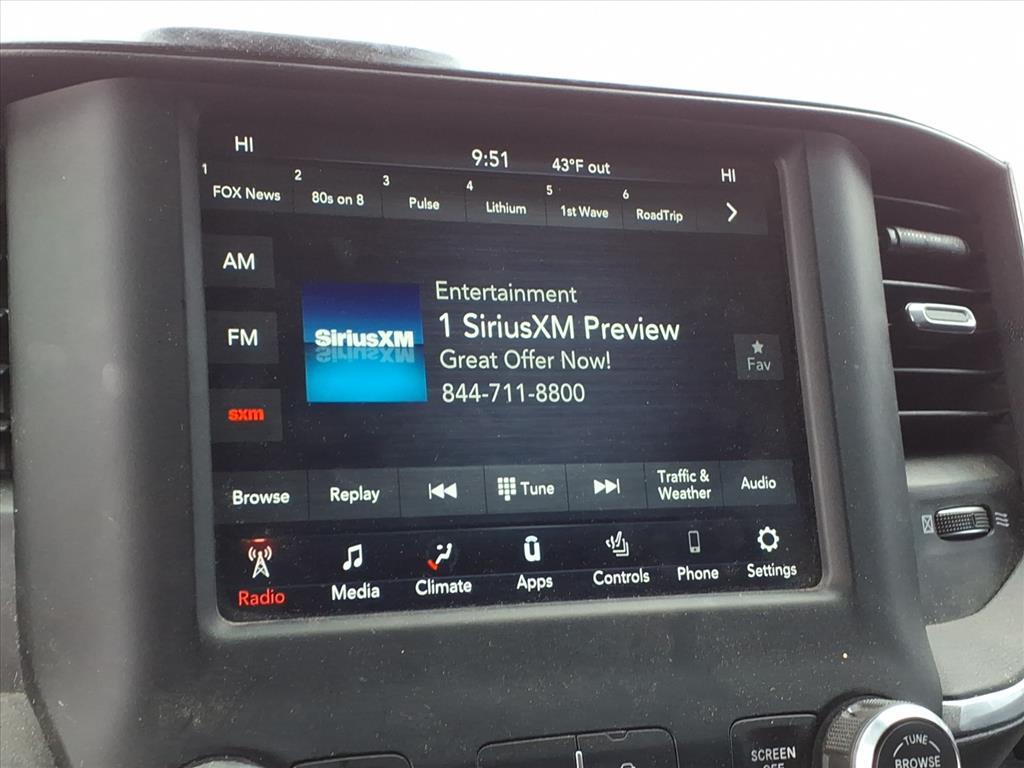 HI 9:51 43°F out HI
1 FOX News 2 80s on 8 3 Pulse 4 Lithium 5 1st Wave 6 RoadTrip
AM
FM
sxm
SiriusXM
Entertainment
1 SiriusXM Preview
Great Offer Now!
844-711-8800
Fav
Browse Replay Tune Traffic &
Weather Audio
Radio Media Climate Apps Controls Phone Settings
SCREEN
OFF
TUNE
BROWSE